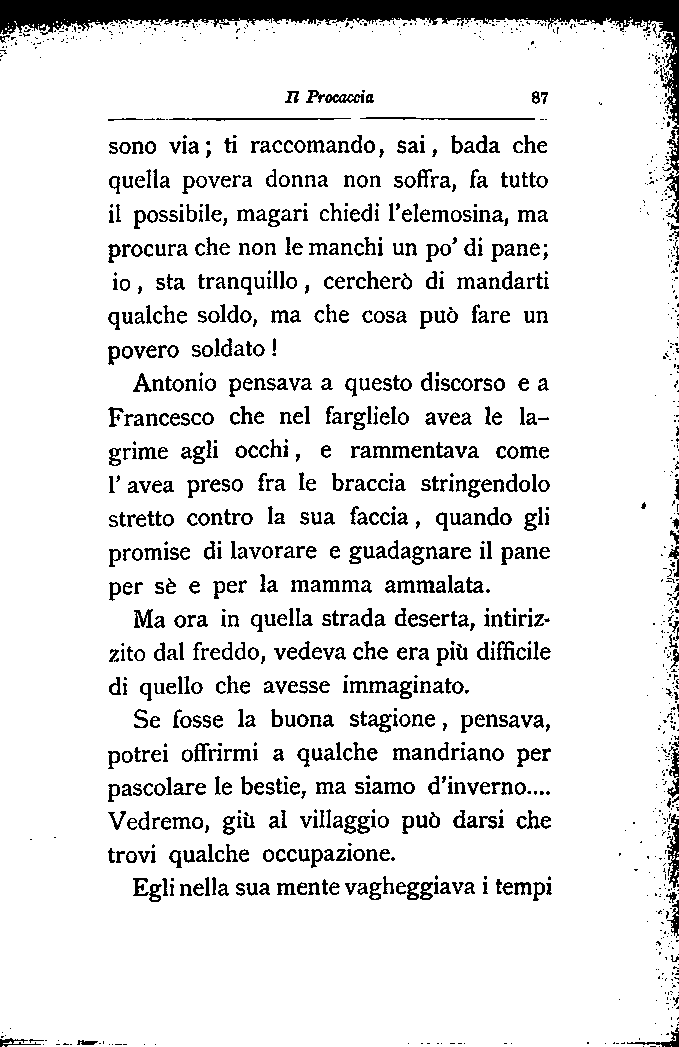 Il Procaccia 87
sono via; ti raccomando, sai, bada che
quella povera donna non soffra, fa tutto
il possibile, magari chiedi l'elemosina, ma
procura che non le manchi un po' di pane;
io, sta tranquillo, cercherò di mandarti
qualche soldo, ma che cosa può fare un
povero soldato!
Antonio pensava a questo discorso e a
Francesco che nel farglielo avea le la-
grime agli occhi, e rammentava come
l'avea preso fra le braccia stringendolo
stretto contro la sua faccia, quando gli
promise di lavorare e guadagnare il pane
per sè e per la mamma ammalata.
Ma ora in quella strada deserta, intiriz-
zito dal freddo, vedeva che era più difficile
di quello che avesse immaginato.
Se fosse la buona stagione, pensava,
potrei offrirmi a qualche mandriano per
pascolare le bestie, ma siamo d'inverno....
Vedremo, giù al villaggio può darsi che
trovi qualche occupazione.
Egli nella sua mente vagheggiava i tempi